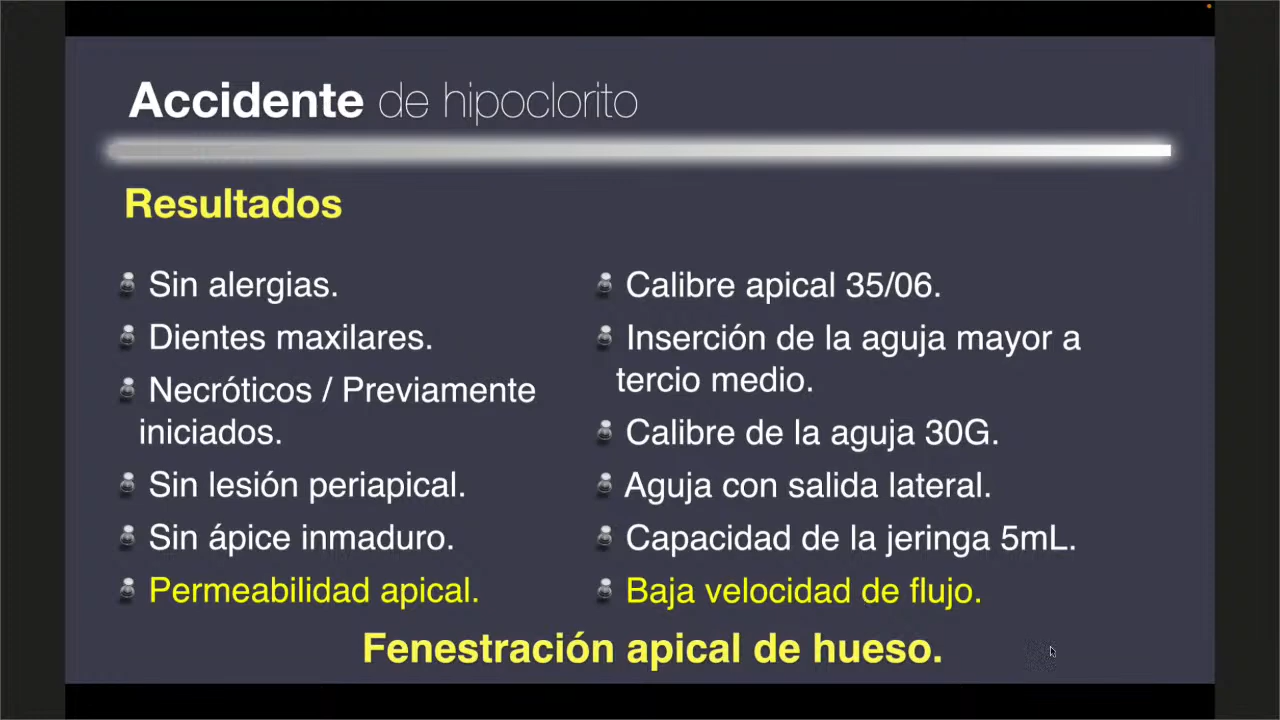 Accidente de hipoclorito
Resultados
Sin alergias.
Dientes maxilares.
Necróticos / Previamente
iniciados.
Sin lesión periapical.
Sin ápice inmaduro.
Permeabilidad apical.
Calibre apical 35/06.
Inserción de la aguja mayor a
tercio medio.
Calibre de la aguja 30G.
Aguja con salida lateral.
Capacidad de la jeringa 5mL.
Baja velocidad de flujo.
Fenestración apical de hueso.